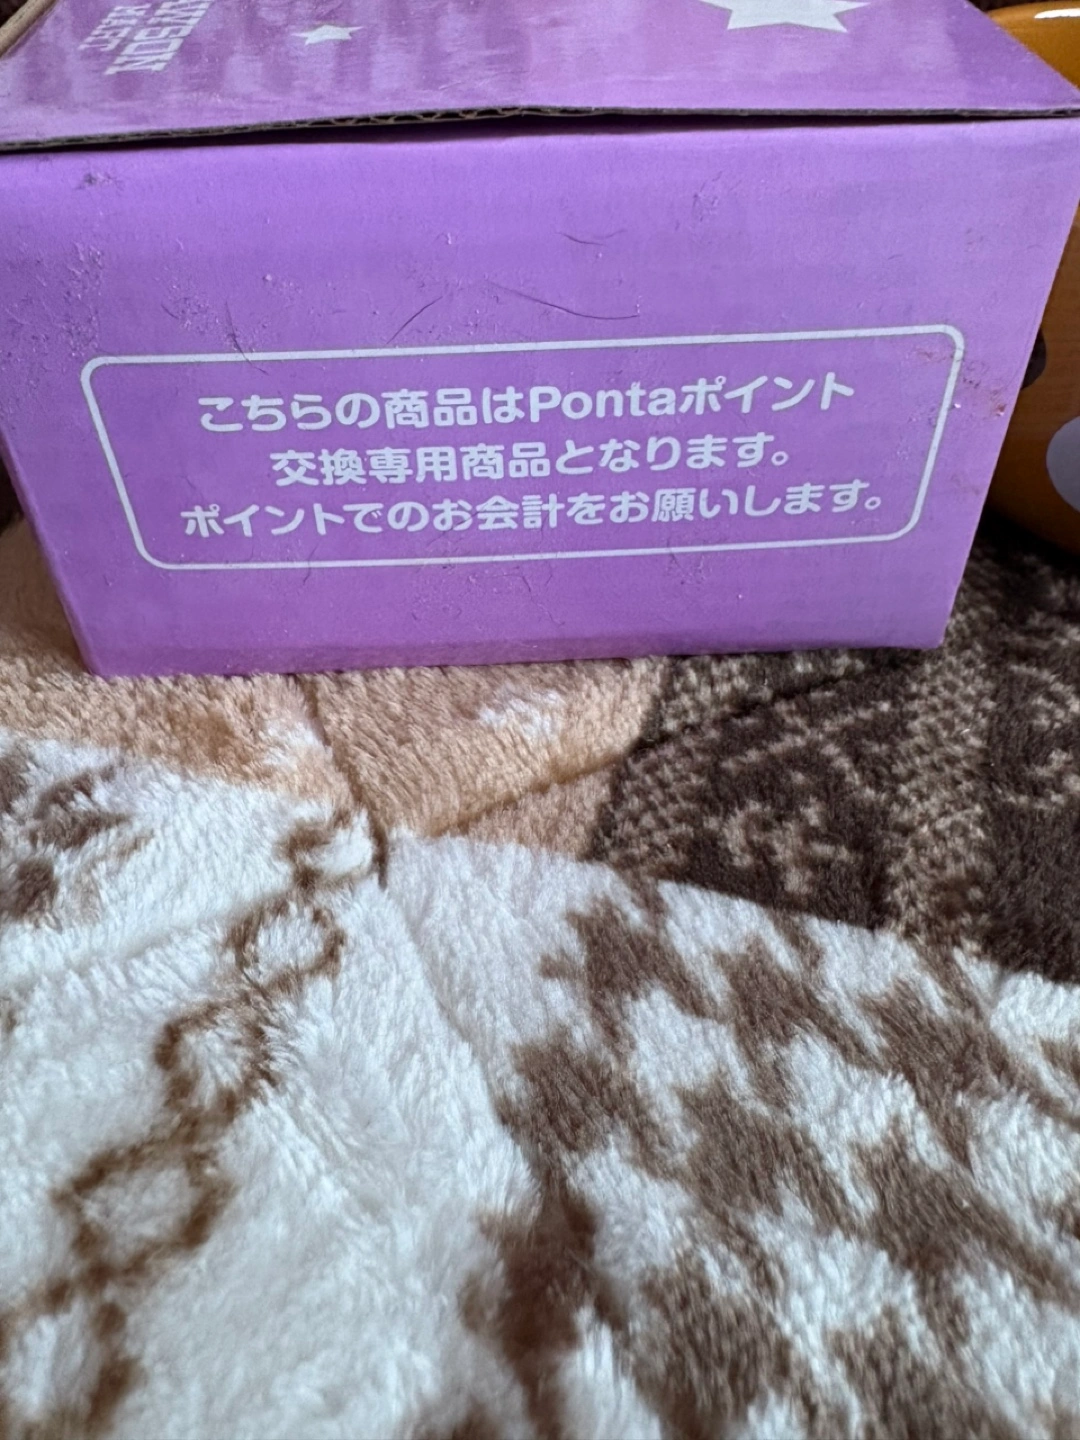 こちらの商品はPontaポイント
交換専用商品となります。
ポイントでのお会計をお願いします。